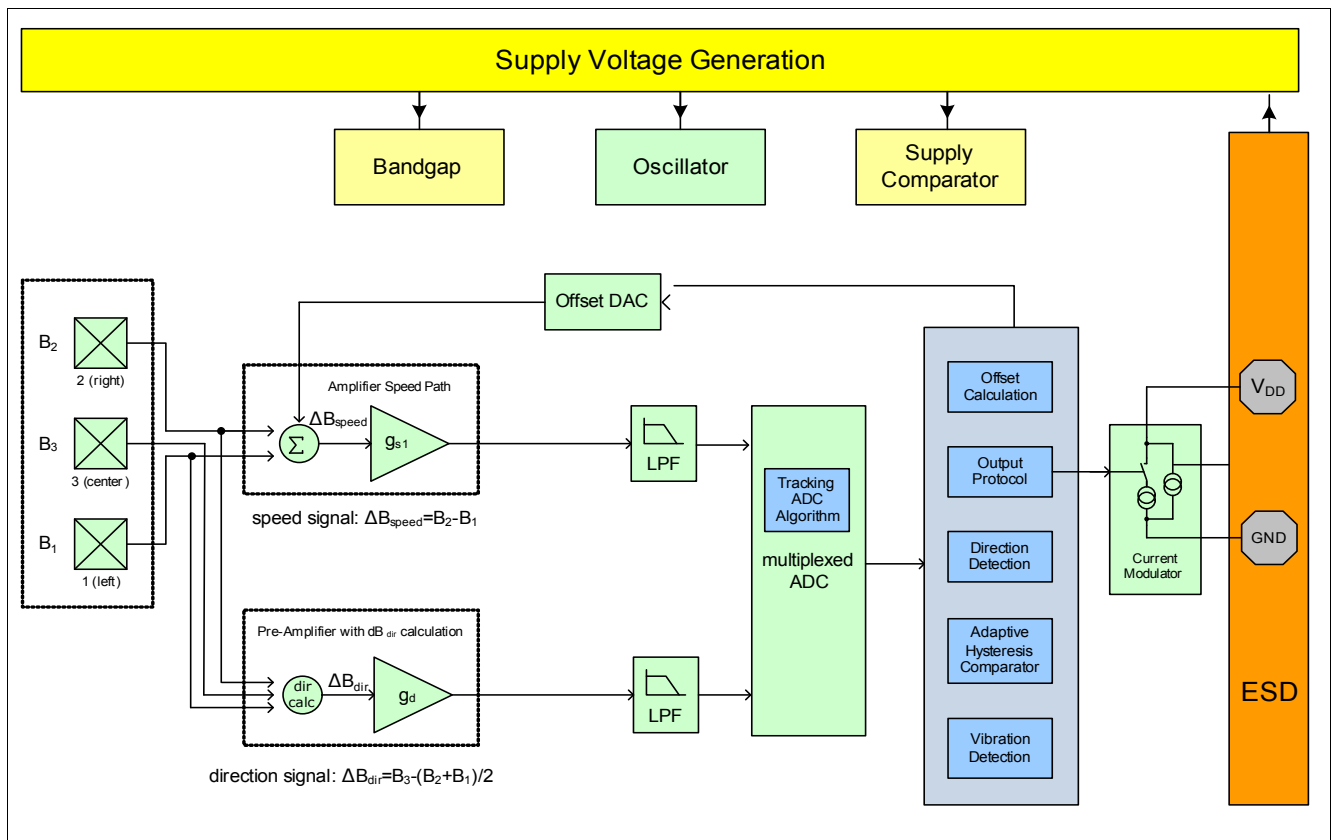 Supply Voltage Generation
Bandgap
Oscillator
Supply
Comparator
Offset DAC
B2
2 (right)
B3
3 (center)
B1
1 (left)
Amplifier Speed Path
ΔBspeed
Σ
gs1
speed signal: ΔBspeed=B2-B1
LPF
Tracking
ADC
Algorithm
multiplexed
ADC
Pre-Amplifier with dB dir calculation
dir
calc
ΔBdir
gd
direction signal: ΔBdir=B3-(B2+B1)/2
LPF
Offset
Calculation
Output
Protocol
Direction
Detection
Adaptive
Hysteresis
Comparator
Vibration
Detection
Current
Modulator
VDD
GND
ESD